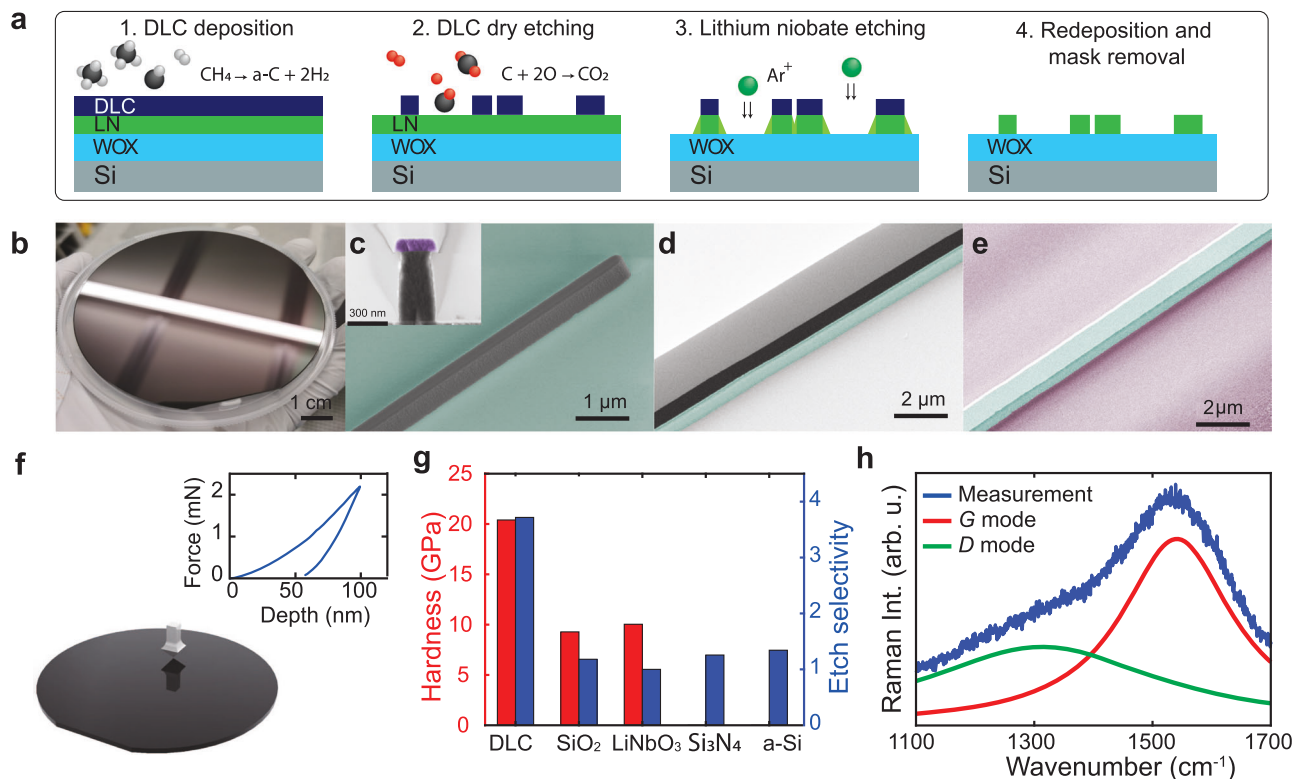 a
1. DLC deposition
CH₄→ a-C + 2H₂
DLC
LN
WOX
Si
2. DLC dry etching
C + 2O →CO₂
LN
WOX
Si
3. Lithium niobate etching
Ar⁺
WOX
Si
4. Redeposition and
mask removal
WOX
Si
b
1 cm
c
300 nm
1 µm
d
2 µm
e
2µm
f
Force (mN)
2
1
0
0 50 100
Depth (nm)
g
Hardness (GPa)
25
20
15
10
5
0
Etch selectivity
4
3
2
1
0
DLC SiO₂ LiNbO₃ Si₃N₄ a-Si
h
Raman Int. (arb. u.)
Measurement
G mode
D mode
1100 1300 1500 1700
Wavenumber (cm⁻¹)